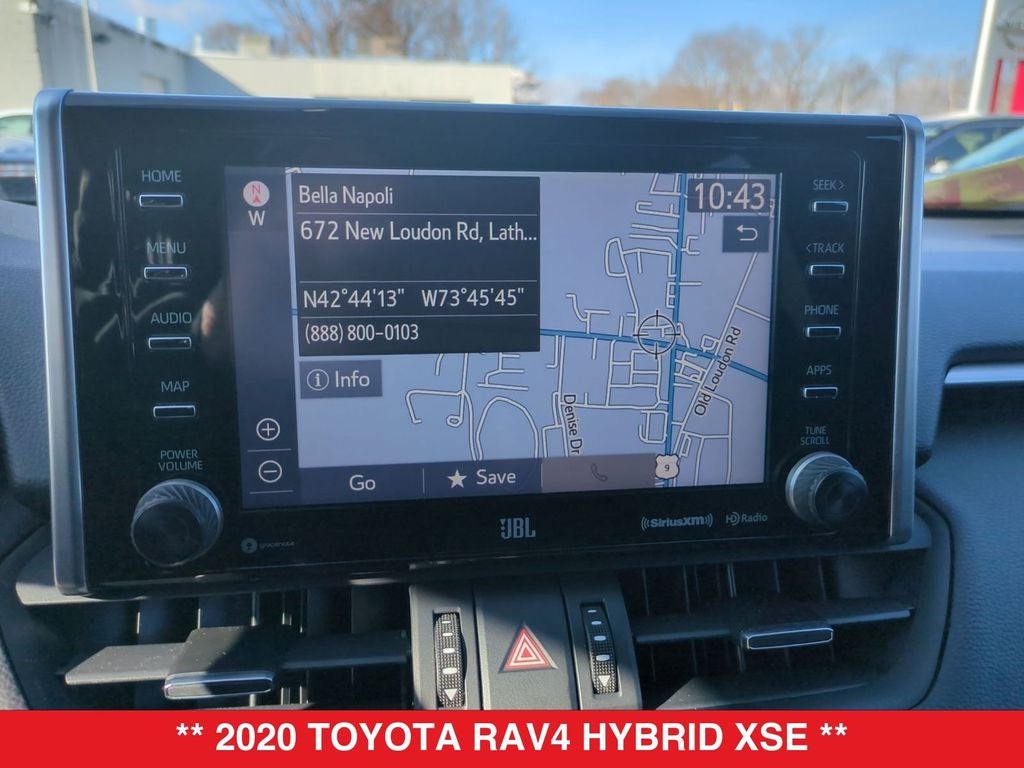 HOME
MENU
AUDIO
MAP
POWER
VOLUME
N
W
Bella Napoli
672 New Loudon Rd, Lath...
N42°44'13" W73°45'45"
(888) 800-0103
Info
10:43
Old Loudon Rd
Denise Dr
9
Go
Save
SEEK>
<TRACK
PHONE
APPS
TUNE
SCROLL
gracenote
JBL
((SiriusXM))
HD Radio
** 2020 TOYOTA RAV4 HYBRID XSE **